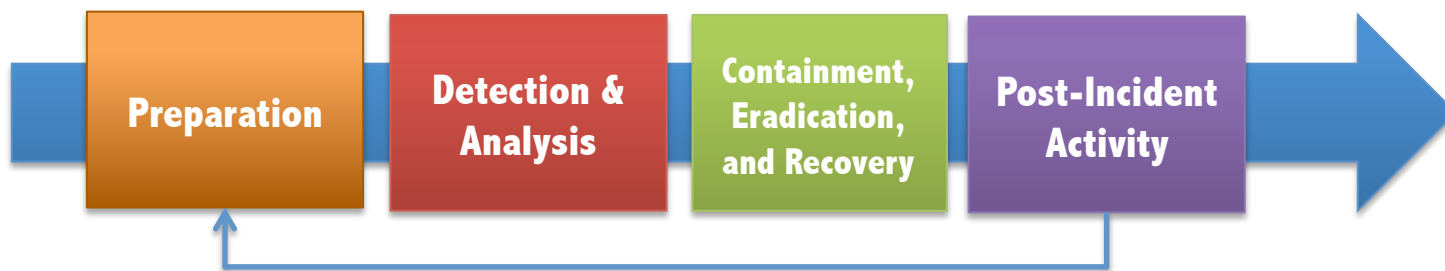 Preparation
Detection &
Analysis
Containment,
Eradication,
and Recovery
Post-Incident
Activity